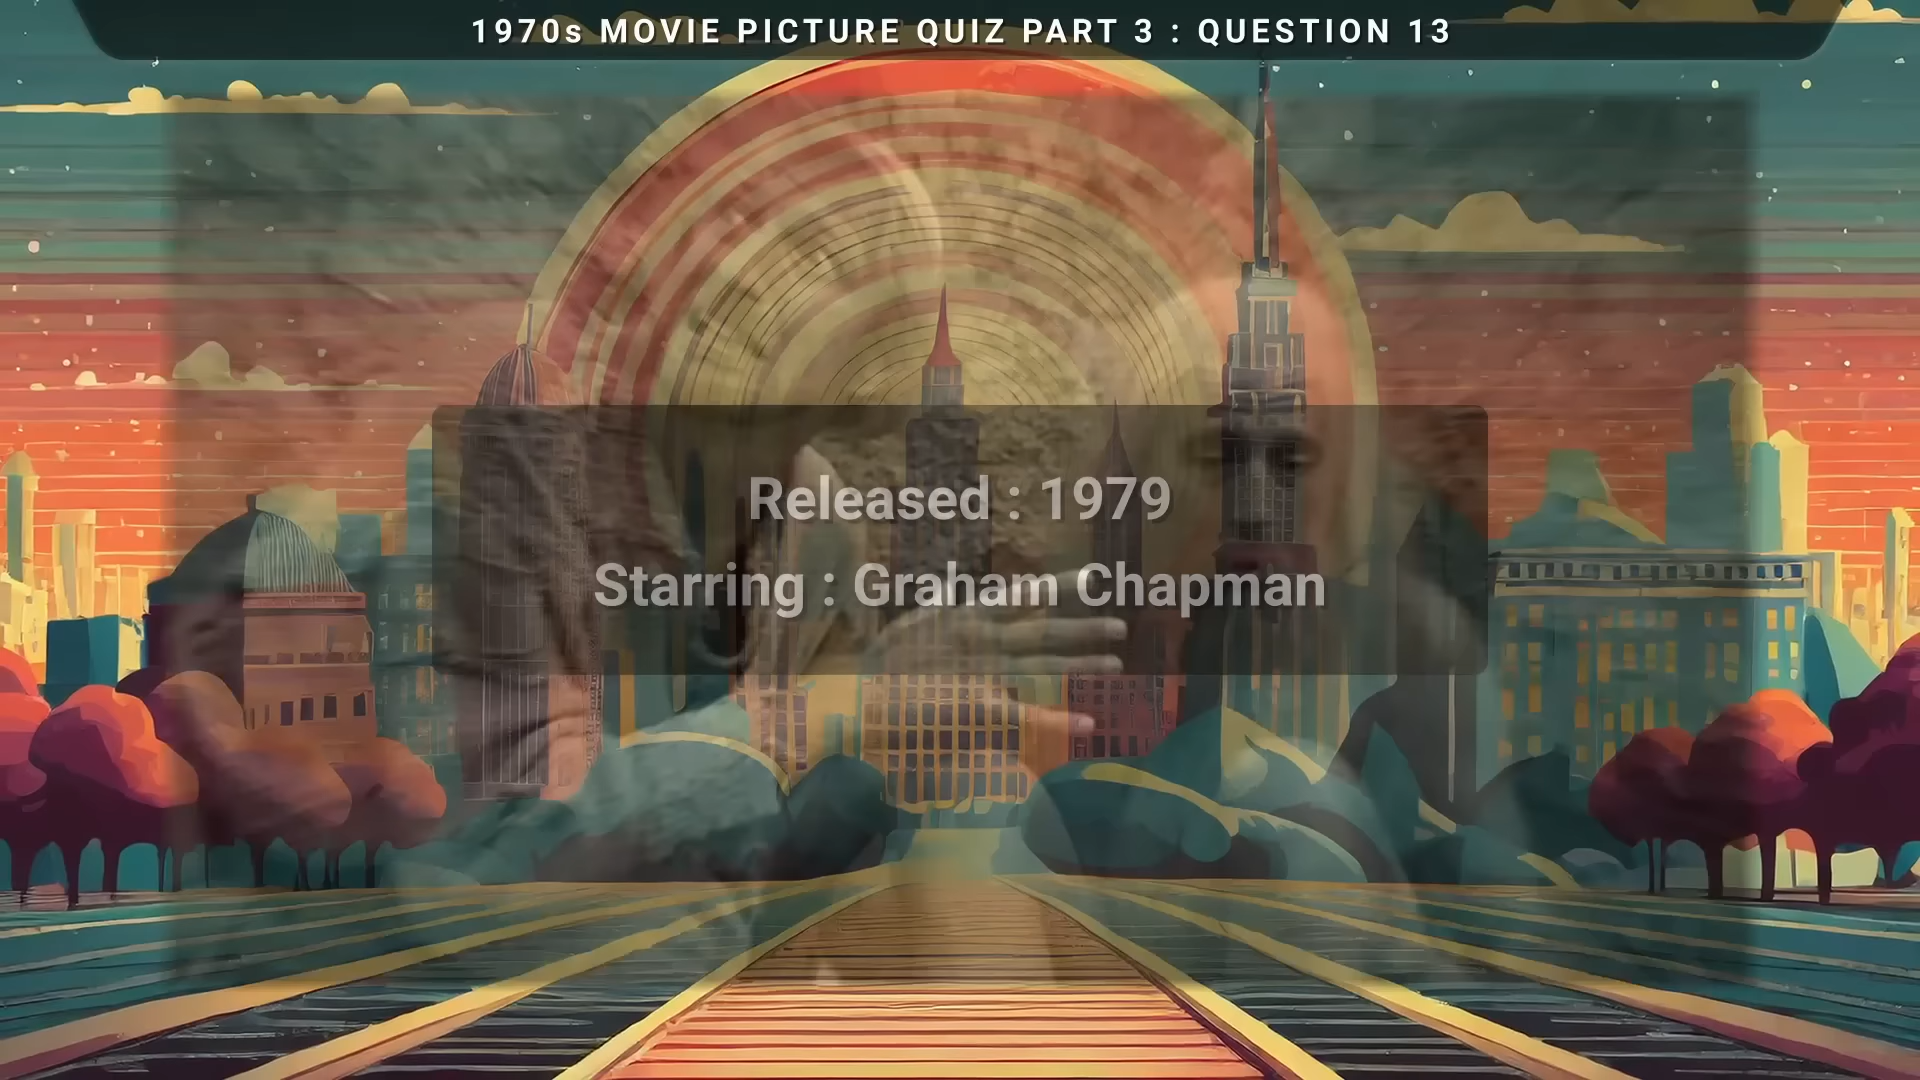 1970s MOVIE PICTURE QUIZ PART 3 : QUESTION 13
Released : 1979
Starring : Graham Chapman